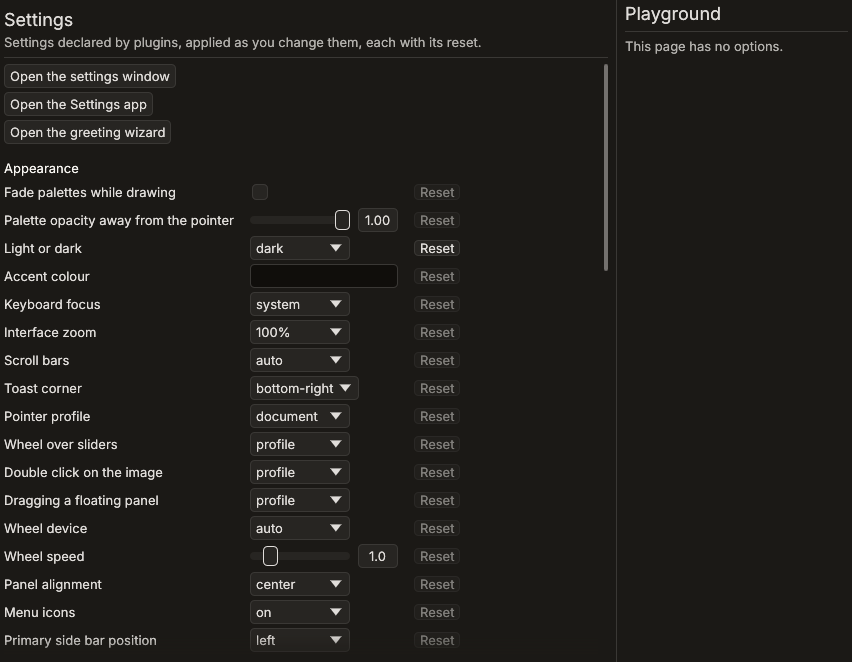 Settings
Settings declared by plugins, applied as you change them, each with its reset.
Open the settings window
Open the Settings app
Open the greeting wizard
Appearance
Fade palettes while drawing Reset
Palette opacity away from the pointer 1.00 Reset
Light or dark dark Reset
Accent colour Reset
Keyboard focus system Reset
Interface zoom 100% Reset
Scroll bars auto Reset
Toast corner bottom-right Reset
Pointer profile document Reset
Wheel over sliders profile Reset
Double click on the image profile Reset
Dragging a floating panel profile Reset
Wheel device auto Reset
Wheel speed 1.0 Reset
Panel alignment center Reset
Menu icons on Reset
Primary side bar position left Reset
Playground
This page has no options.